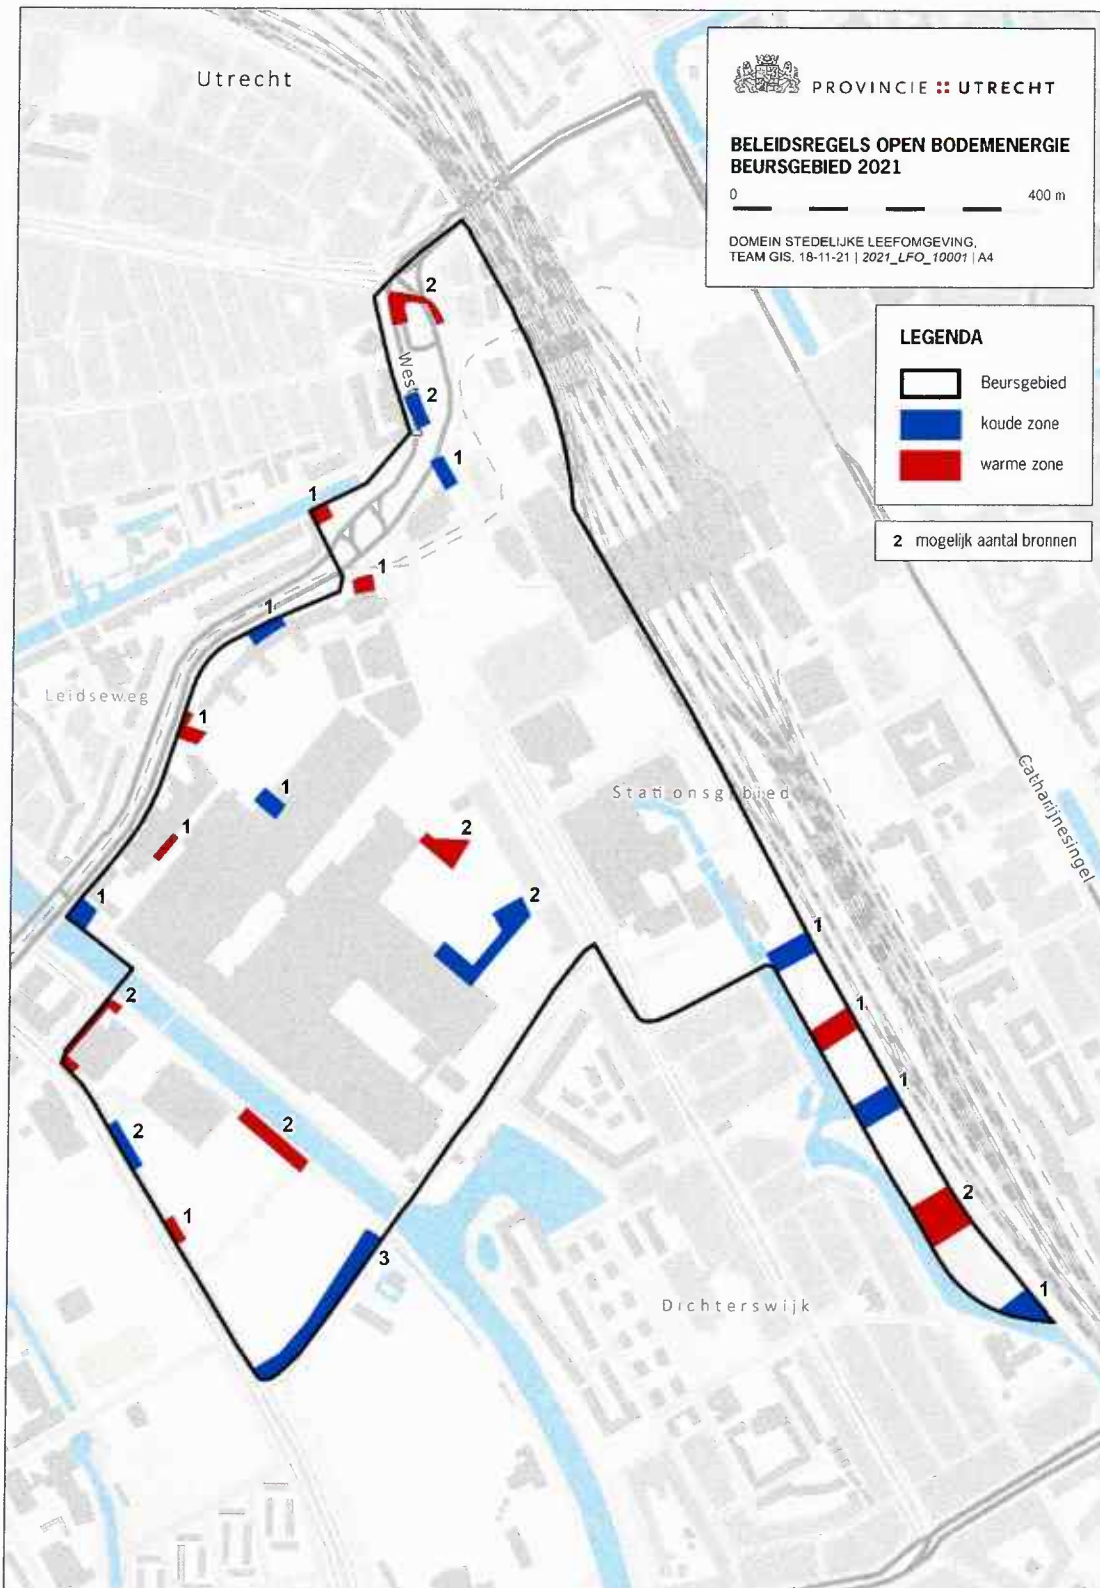 Utrecht
PROVINCIE :: UTRECHT
BELEIDSREGELS OPEN BODEMENERGIE
BEURSGEBIED 2021
0 400 m
DOMEIN STEDELIJKE LEEFOMGEVING,
TEAM GIS, 18-11-21 | 2021_LFO_10001 | A4
LEGENDA
Beursgebied
koude zone
warme zone
2 mogelijk aantal bronnen
2
Wes
2
1
1
1
1
Leidseweg
1
1
Stationsgebied
Catharijnesingel
1
2
1
2
1
2
1
1
2
2
2
1
3
1
Dichterswijk